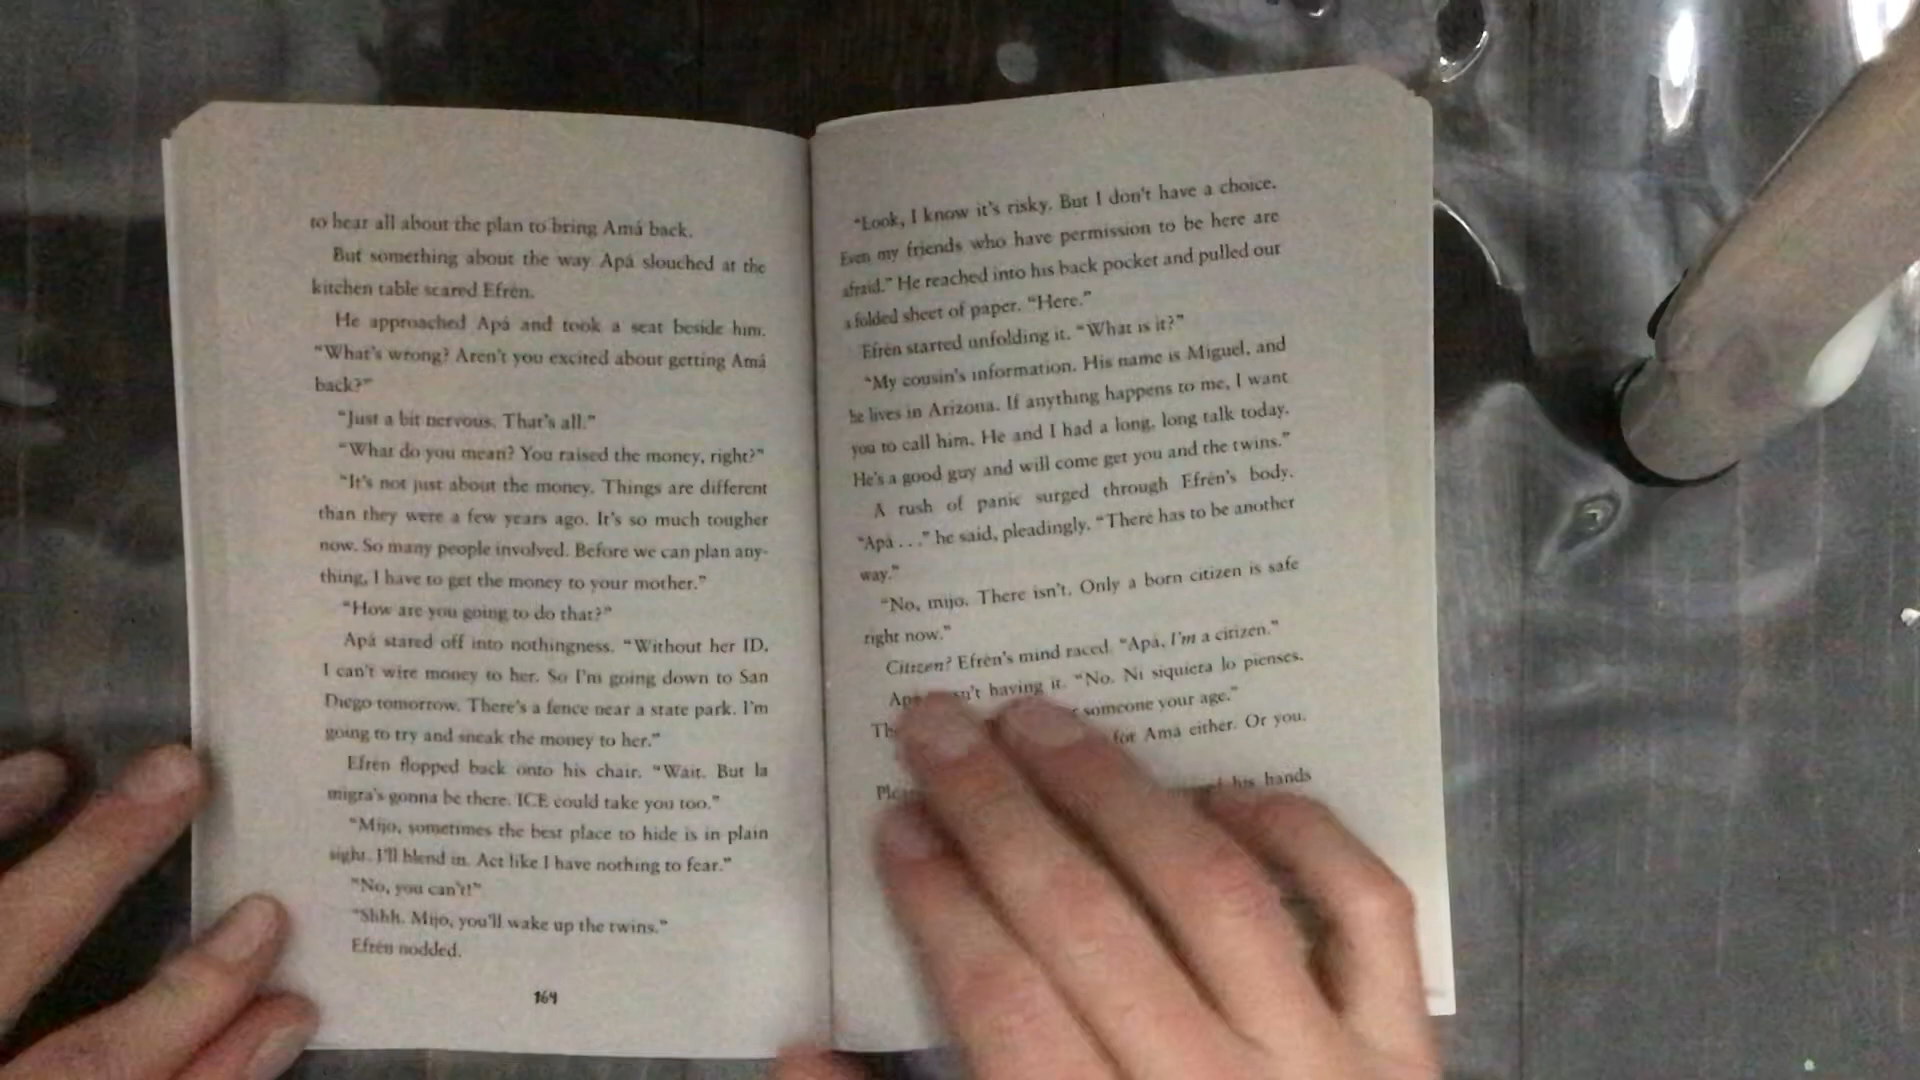 to hear all about the plan to bring Amá back.
But something about the way Apá slouched at the
kitchen table scared Efrén.
He approached Apá and took a seat beside him.
“What’s wrong? Aren’t you excited about getting Amá
back?”
“Just a bit nervous. That’s all.”
“What do you mean? You raised the money, right?”
“It’s not just about the money. Things are different
than they were a few years ago. It’s so much tougher
now. So many people involved. Before we can plan any-
thing, I have to get the money to your mother.”
“How are you going to do that?”
Apá stared off into nothingness. “Without her ID,
I can’t wire money to her. So I’m going down to San
Diego tomorrow. There’s a fence near a state park. I’m
going to try and sneak the money to her.”
Efrén flopped back onto his chair. “Wait. But la
migra’s gonna be there. ICE could take you too.”
“Mijo, sometimes the best place to hide is in plain
sight. I’ll blend in. Act like I have nothing to fear.”
“No, you can’t!”
“Shhh. Mijo, you’ll wake up the twins.”
Efrén nodded.
164
“Look, I know it’s risky. But I don’t have a choice.
Even my friends who have permission to be here are
afraid.” He reached into his back pocket and pulled out
a folded sheet of paper. “Here.”
Efrén started unfolding it. “What is it?”
“My cousin’s information. His name is Miguel, and
he lives in Arizona. If anything happens to me, I want
you to call him. He and I had a long, long talk today.
He’s a good guy and will come get you and the twins.”
A rush of panic surged through Efrén’s body.
“Apá . . .” he said, pleadingly. “There has to be another
way.”
“No, mijo. There isn’t. Only a born citizen is safe
right now.”
Citizen? Efrén’s mind raced. “Apá, I’m a citizen.”
having it. “No. Ni siquiera lo pienses.
someone your age.”
for Amá either. Or you.
his hands